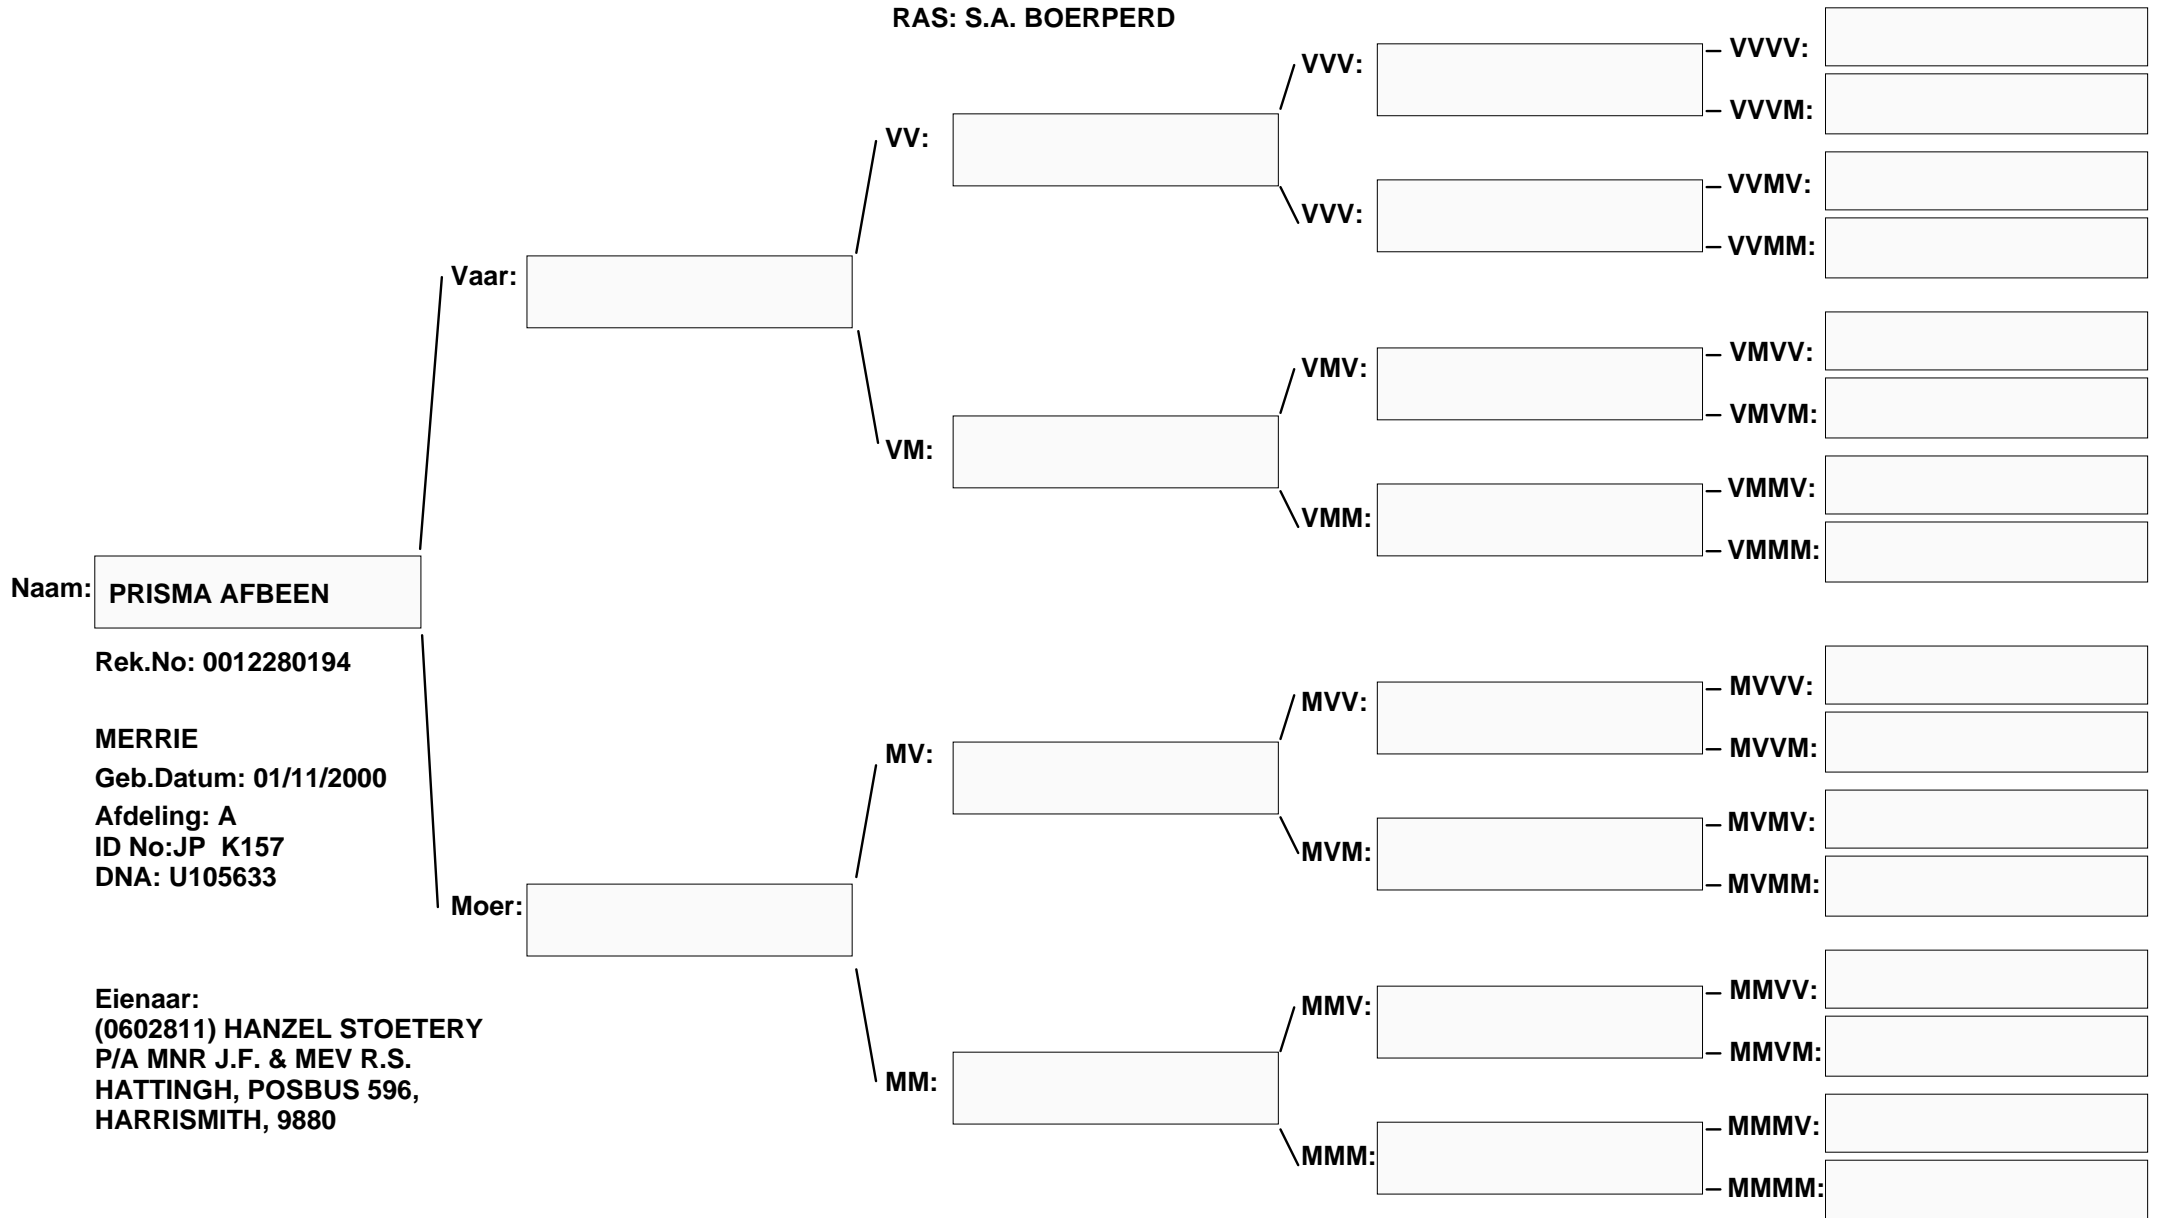 RAS: S.A. BOERPERD
VVVV:
VVV:
VVVM:
VV:
VVMV:
VVV:
VVMM:
Vaar:
VMVV:
VMV:
VMVM:
VM:
VMMV:
VMM:
VMMM:
Naam: PRISMA AFBEEN
Rek.No: 0012280194
MERRIE
Geb.Datum: 01/11/2000
Afdeling: A
ID No:JP K157
DNA: U105633
MVVV:
MVV:
MVVM:
MV:
MVMV:
MVM:
MVMM:
Moer:
MMVV:
MMV:
MMVM:
MM:
MMMV:
MMM:
MMMM:
Eienaar:
(0602811) HANZEL STOETERY
P/A MNR J.F. & MEV R.S.
HATTINGH, POSBUS 596,
HARRISMITH, 9880